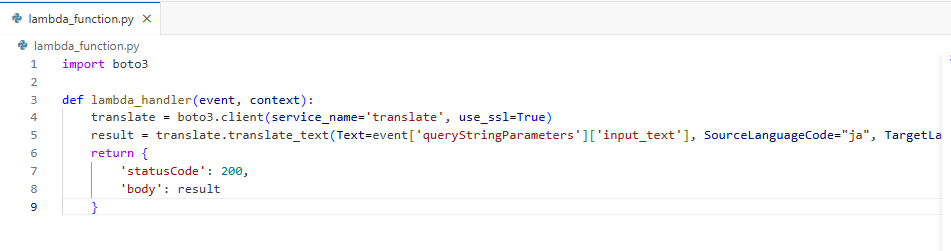 lambda_function.py ×
lambda_function.py
1 import boto3
2
3 def lambda_handler(event, context):
4     translate = boto3.client(service_name='translate', use_ssl=True)
5     result = translate.translate_text(Text=event['queryStringParameters']['input_text'], SourceLanguageCode="ja", TargetLa
6     return {
7         'statusCode': 200,
8         'body': result
9     }